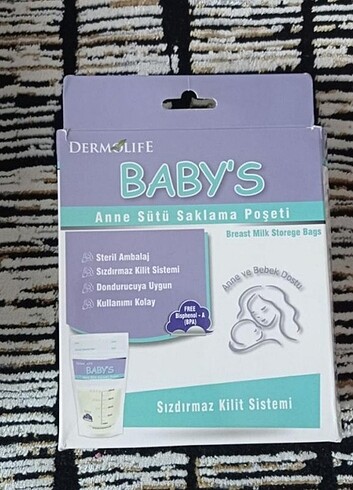 DERMOLIFE
BABY'S
Anne Sütü Saklama Poşeti
Breast Milk Storege Bags
Steril Ambalaj
Sızdırmaz Kilit Sistemi
Dondurucuya Uygun
Kullanımı Kolay
FREE
Bisphenol - A
(BPA)
Anne ve Bebek Dostu
BABY'S
Sızdırmaz Kilit Sistemi